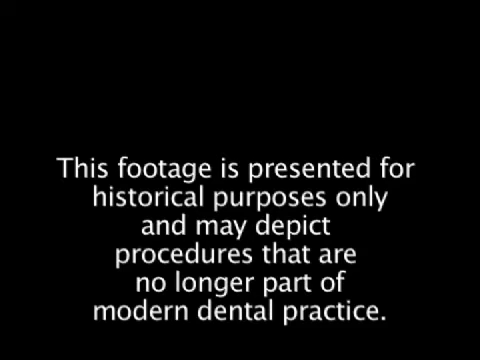 This footage is presented for
historical purposes only
and may depict
procedures that are
no longer part of
modern dental practice.